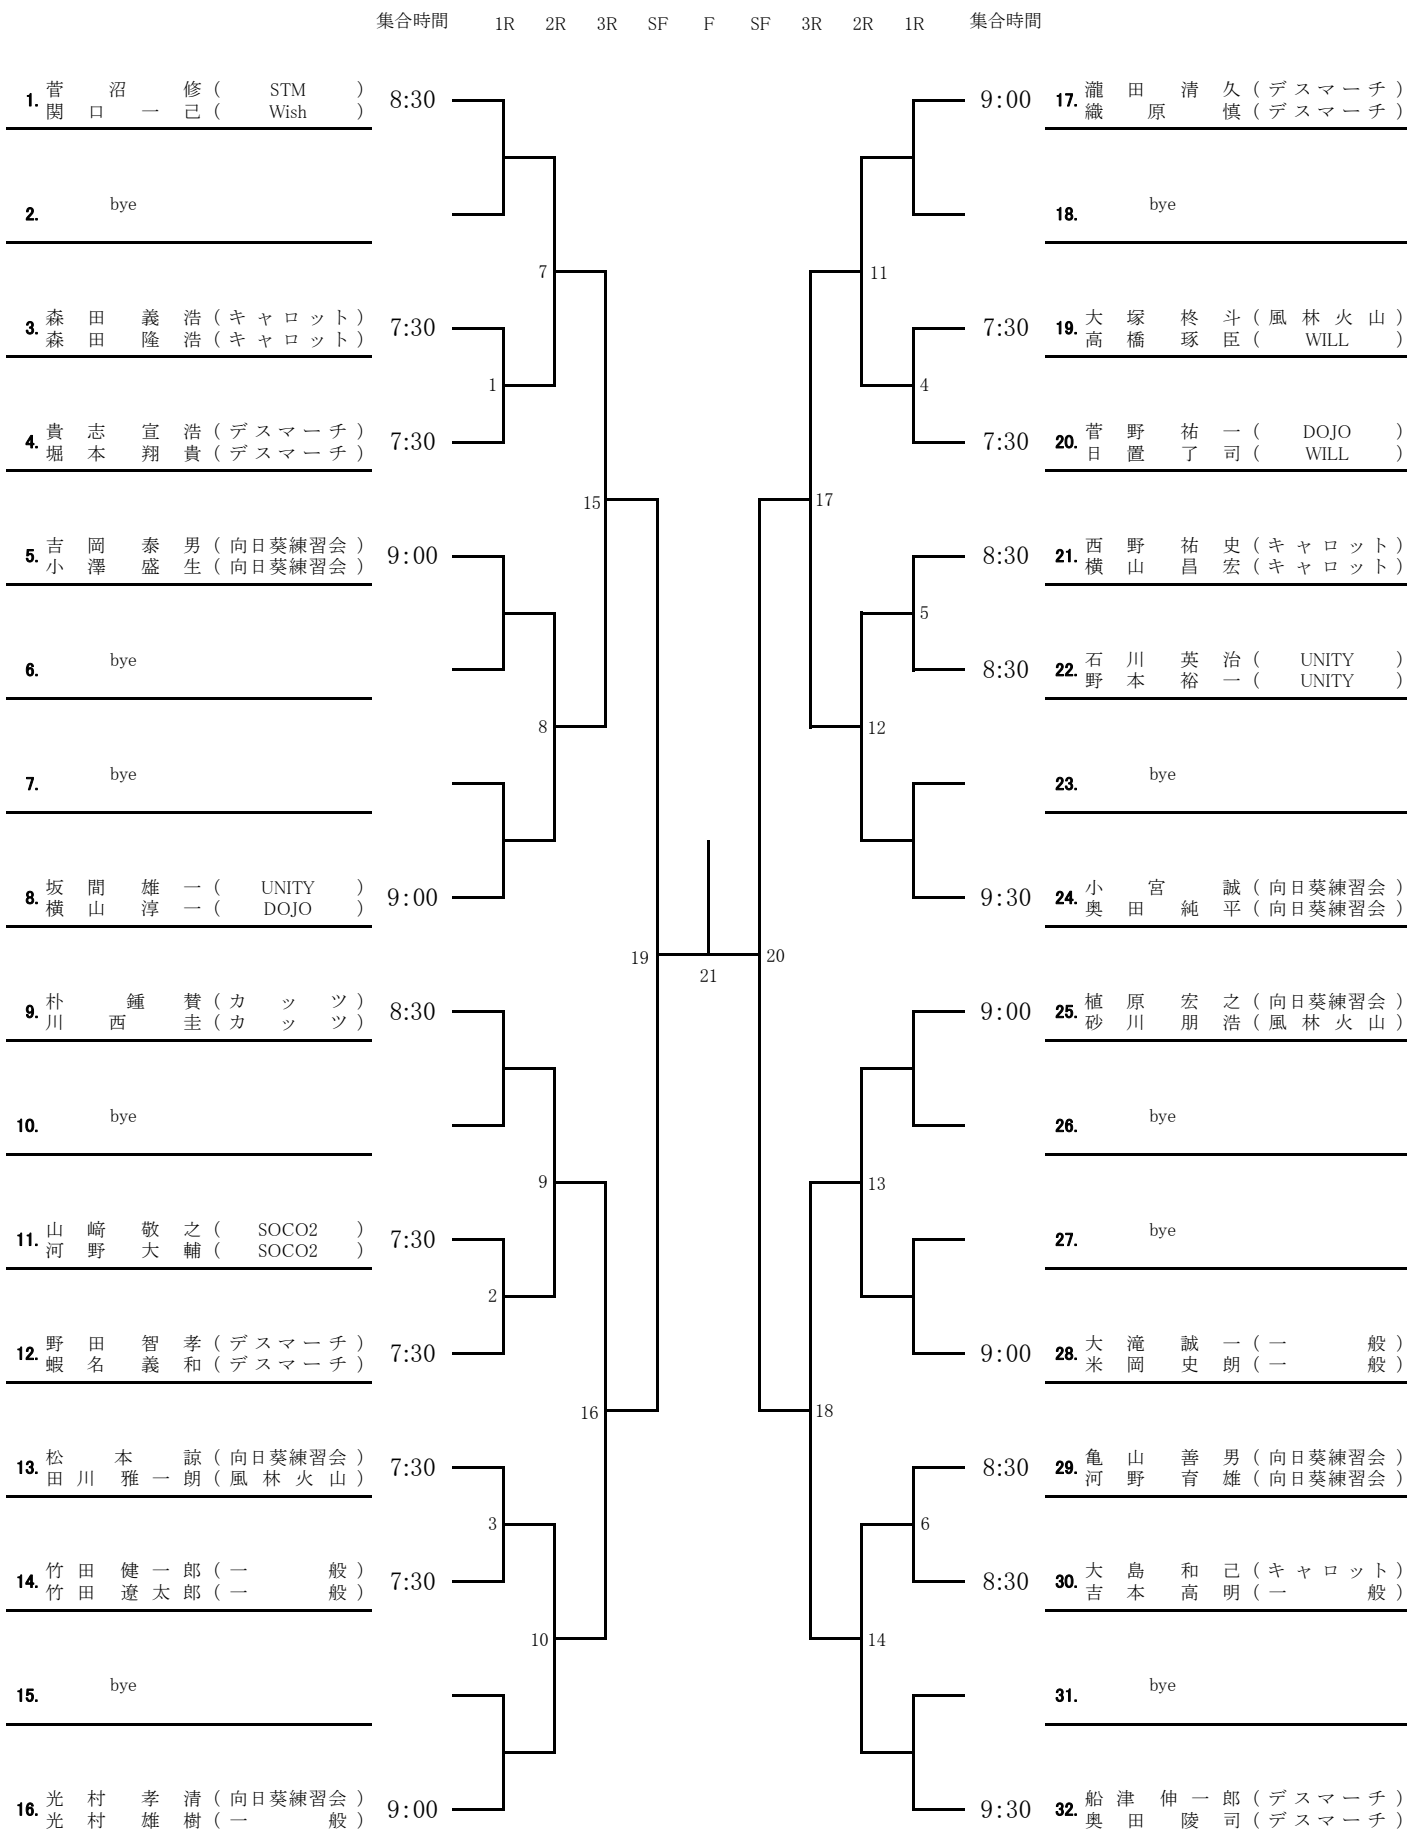 集合時間 1R 2R 3R SF F SF 3R 2R 1R 集合時間
1. 菅沼修(STM) 8:30
関口一己(Wish)
2. bye
7
3. 森田義浩(キャロット) 7:30
森田隆浩(キャロット)
1
4. 貴志宣浩(デスマーチ) 7:30
堀本翔貴(デスマーチ)
15
5. 吉岡泰男(向日葵練習会) 9:00
小澤盛生(向日葵練習会)
6. bye
8
7. bye
8. 坂間雄一(UNITY) 9:00
横山淳一(DOJO)
19
9. 朴鍾賛(カッツ) 8:30
川西圭(カッツ)
10. bye
9
11. 山﨑敬之(SOCO2) 7:30
河野大輔(SOCO2)
2
12. 野田智孝(デスマーチ) 7:30
蝦名義和(デスマーチ)
16
13. 松本諒(向日葵練習会) 7:30
田川雅一朗(風林火山)
3
14. 竹田健一郎(一般) 7:30
竹田遼太郎(一般)
10
15. bye
16. 光村孝清(向日葵練習会) 9:00
光村雄樹(一般)
21
9:00 17. 瀧田清久(デスマーチ)
織原慎(デスマーチ)
18. bye
11
7:30 19. 大塚柊斗(風林火山)
高橋琢臣(WILL)
4
7:30 20. 菅野祐一(DOJO)
日置了司(WILL)
17
8:30 21. 西野祐史(キャロット)
横山昌宏(キャロット)
5
8:30 22. 石川英治(UNITY)
野本裕一(UNITY)
12
23. bye
9:30 24. 小宮誠(向日葵練習会)
奥田純平(向日葵練習会)
20
9:00 25. 植原宏之(向日葵練習会)
砂川朋浩(風林火山)
26. bye
13
27. bye
9:00 28. 大滝誠一(一般)
米岡史朗(一般)
18
8:30 29. 亀山善男(向日葵練習会)
河野育雄(向日葵練習会)
6
8:30 30. 大島和己(キャロット)
吉本高明(一般)
14
31. bye
9:30 32. 船津伸一郎(デスマーチ)
奥田陵司(デスマーチ)